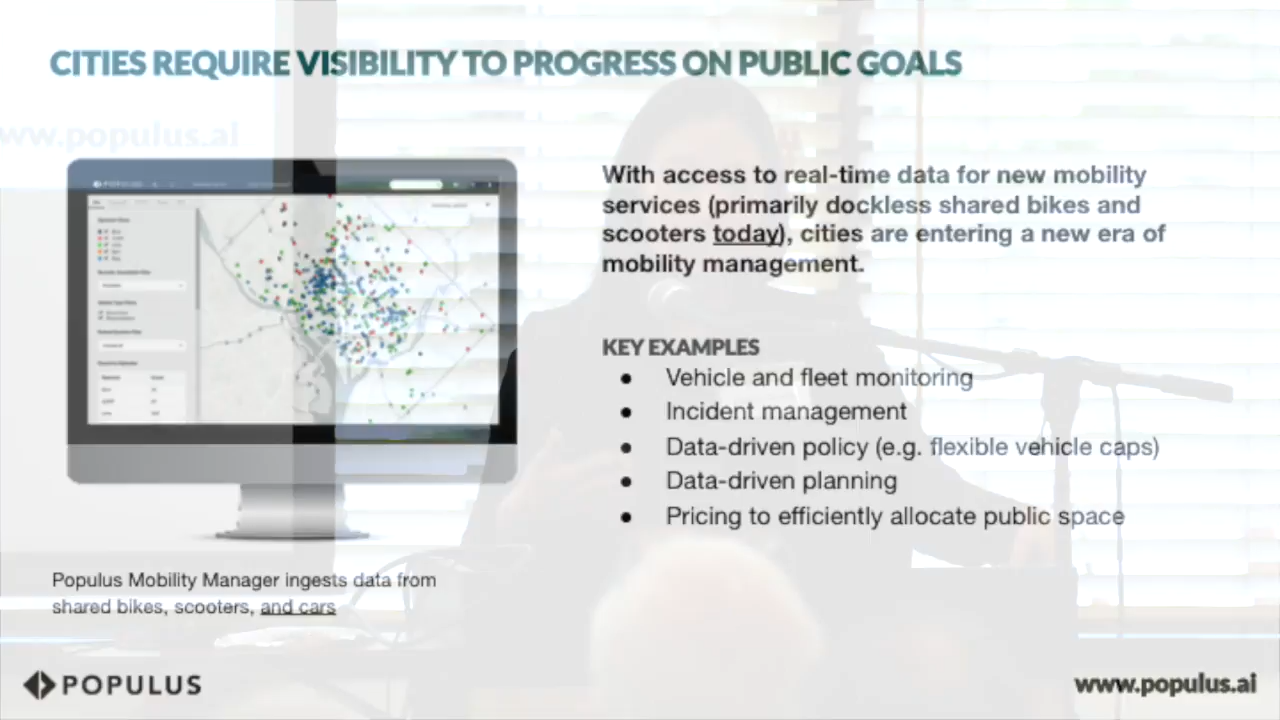 CITIES REQUIRE VISIBILITY TO PROGRESS ON PUBLIC GOALS
www.populus.ai
With access to real-time data for new mobility
services (primarily dockless shared bikes and
scooters today), cities are entering a new era of
mobility management.
KEY EXAMPLES
● Vehicle and fleet monitoring
● Incident management
● Data-driven policy (e.g. flexible vehicle caps)
● Data-driven planning
● Pricing to efficiently allocate public space
Populus Mobility Manager ingests data from
shared bikes, scooters, and cars
POPULUS
www.populus.ai